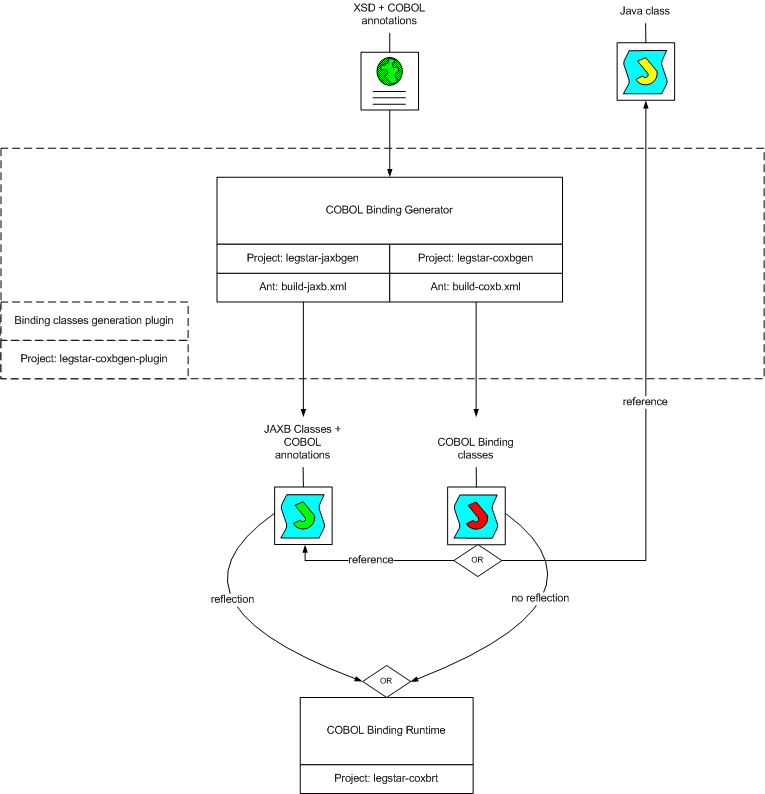 XSD + COBOL
annotations
Java class
COBOL Binding Generator
Project: legstar-jaxbgen
Project: legstar-coxbgen
Ant: build-jaxb.xml
Ant: build-coxb.xml
Binding classes generation plugin
Project: legstar-coxbgen-plugin
reference
JAXB Classes +
COBOL
annotations
COBOL Binding
classes
reference
OR
reflection
no reflection
OR
COBOL Binding Runtime
Project: legstar-coxbrt